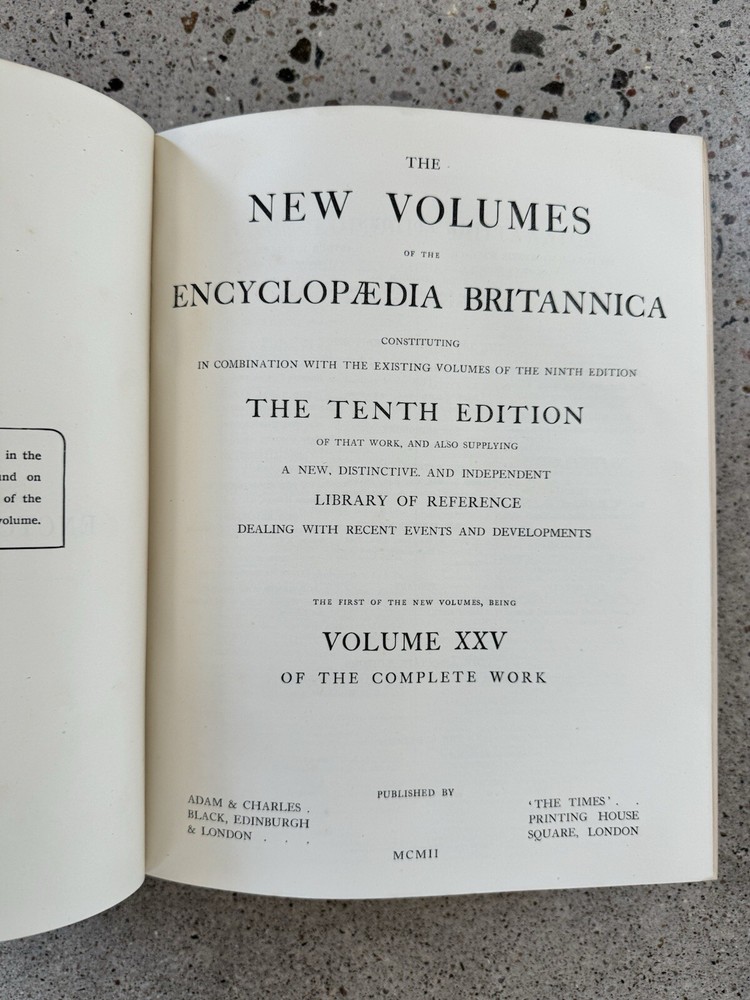 in the
and on
of the
volume.
THE
NEW VOLUMES
OF THE
ENCYCLOPÆDIA BRITANNICA
CONSTITUTING
IN COMBINATION WITH THE EXISTING VOLUMES OF THE NINTH EDITION
THE TENTH EDITION
OF THAT WORK, AND ALSO SUPPLYING
A NEW, DISTINCTIVE, AND INDEPENDENT
LIBRARY OF REFERENCE
DEALING WITH RECENT EVENTS AND DEVELOPMENTS
THE FIRST OF THE NEW VOLUMES, BEING
VOLUME XXV
OF THE COMPLETE WORK
PUBLISHED BY
ADAM & CHARLES .
BLACK, EDINBURGH
& LONDON . . .
‘THE TIMES’ . .
PRINTING HOUSE
SQUARE, LONDON
MCMII